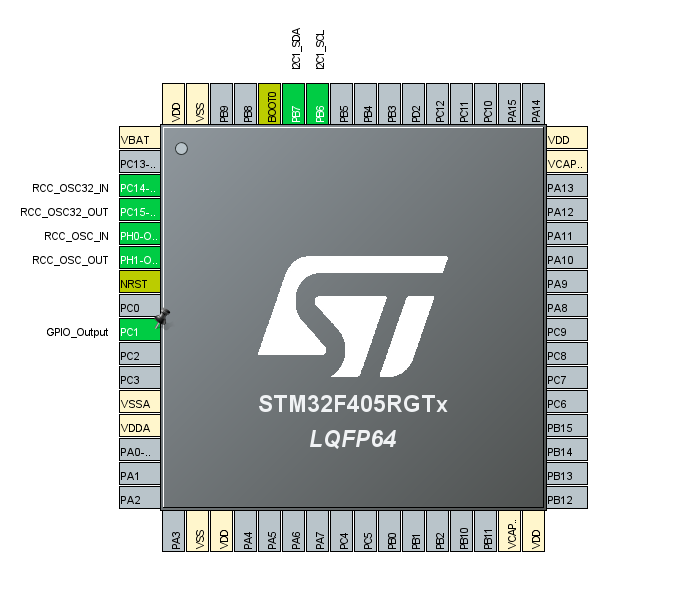 I2C1_SDA
I2C1_SCL
VDD
VSS
PB9
PB8
BOOT0
PB7
PB6
PB5
PB4
PB3
PD2
PC12
PC11
PC10
PA15
PA14
VBAT
PC13-..
RCC_OSC32_IN PC14-..
RCC_OSC32_OUT PC15-..
RCC_OSC_IN PH0-O..
RCC_OSC_OUT PH1-O..
NRST
PC0
GPIO_Output PC1
PC2
PC3
VSSA
VDDA
PA0-..
PA1
PA2
ST
STM32F405RGTx
LQFP64
VDD
VCAP..
PA13
PA12
PA11
PA10
PA9
PA8
PC9
PC8
PC7
PC6
PB15
PB14
PB13
PB12
PA3
VSS
VDD
PA4
PA5
PA6
PA7
PC4
PC5
PB0
PB1
PB2
PB10
PB11
VCAP..
VDD